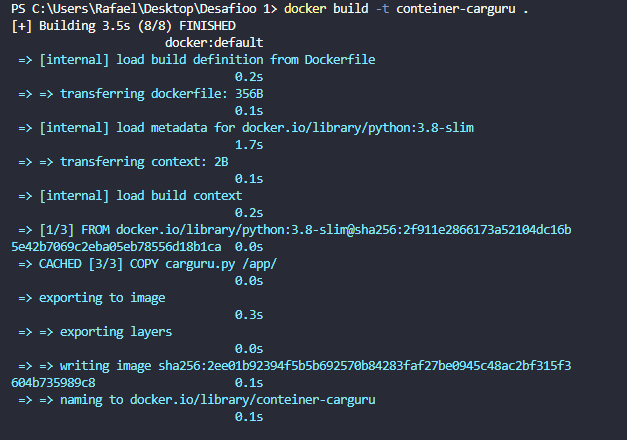 PS C:\Users\Rafael\Desktop\Desafioo 1> docker build -t conteiner-carguru .
[+] Building 3.5s (8/8) FINISHED
docker:default
=> [internal] load build definition from Dockerfile
0.2s
=> => transferring dockerfile: 356B
0.1s
=> [internal] load metadata for docker.io/library/python:3.8-slim
1.7s
=> => transferring context: 2B
0.1s
=> [internal] load build context
0.2s
=> [1/3] FROM docker.io/library/python:3.8-slim@sha256:2f911e2866173a52104dc16b
5e42b7069c2eba05eb78556d18b1ca  0.0s
=> CACHED [3/3] COPY carguru.py /app/
0.0s
=> exporting to image
0.3s
=> => exporting layers
0.0s
=> => writing image sha256:2ee01b92394f5b5b692570b84283faf27be0945c48ac2bf315f3
604b735989c8 0.1s
=> => naming to docker.io/library/conteiner-carguru
0.1s